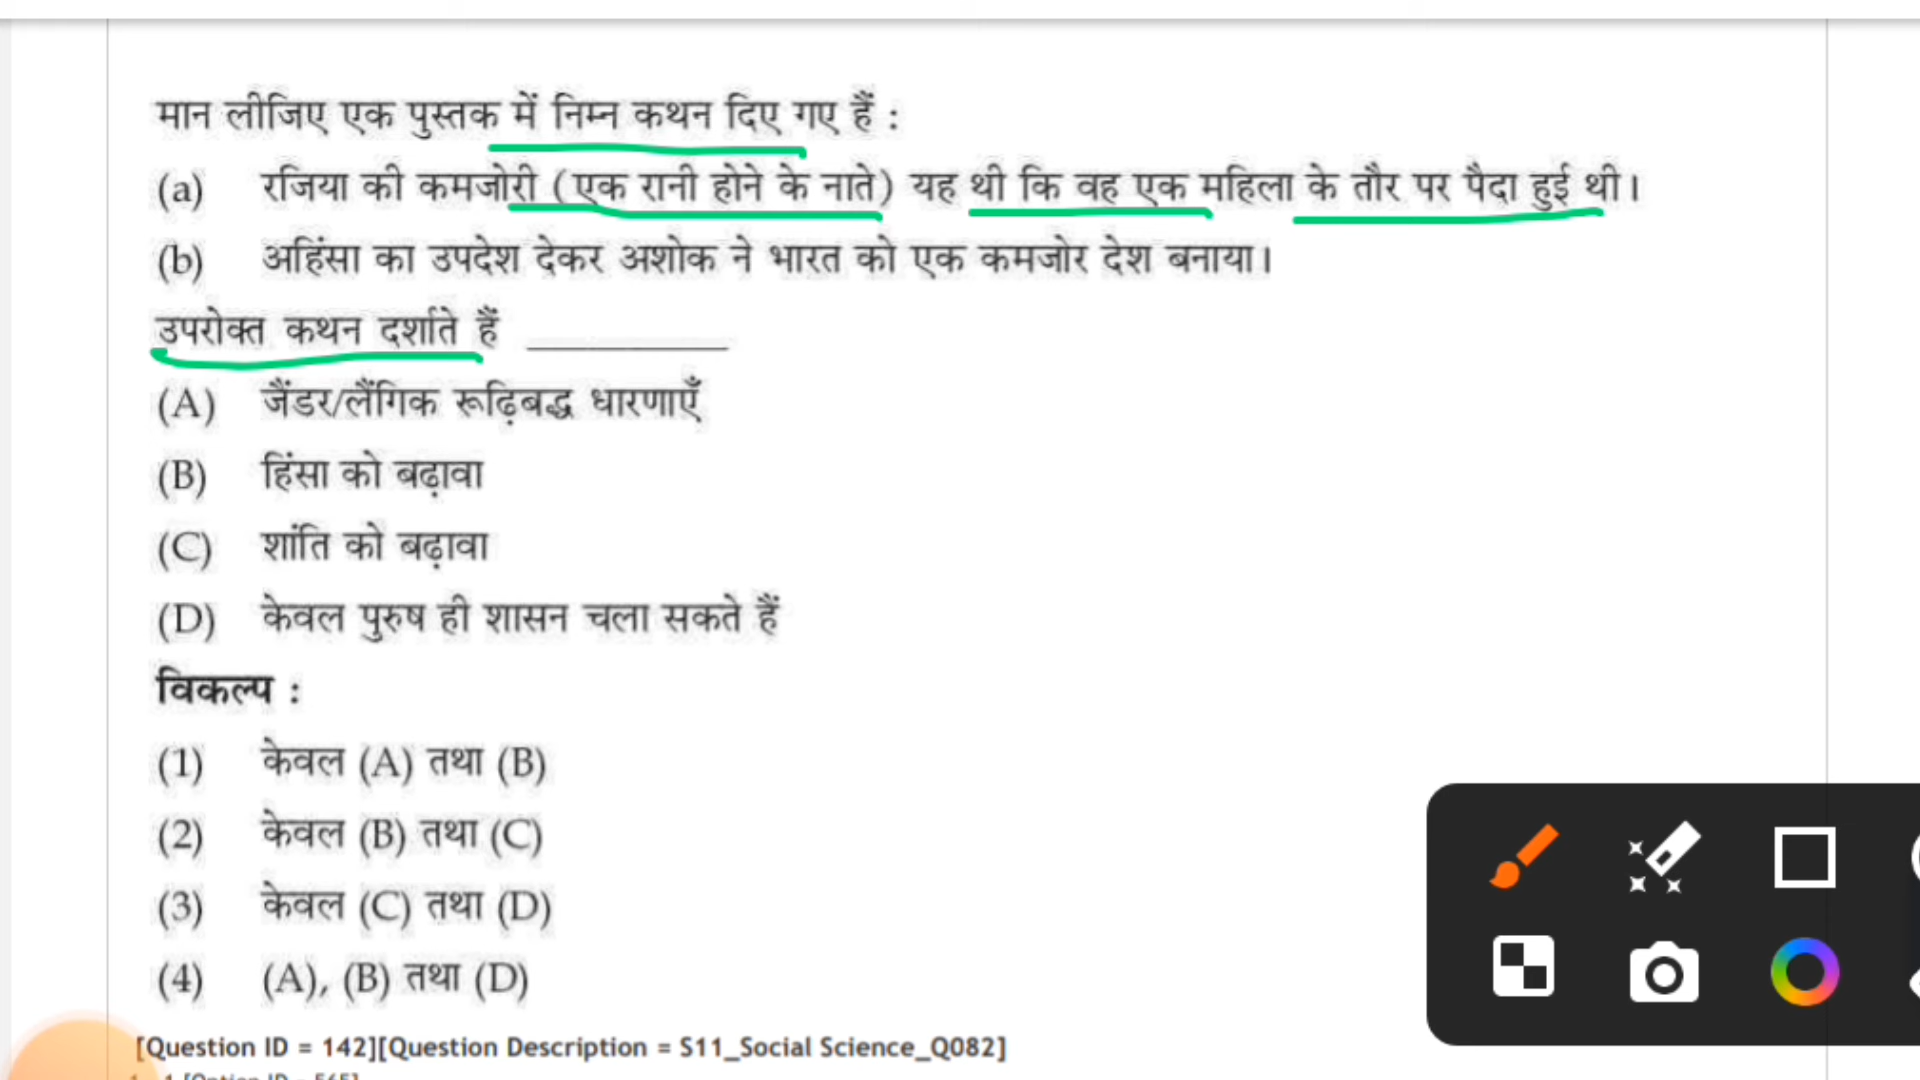 मान लीजिए एक पुस्तक में निम्न कथन दिए गए हैं :
(a) रजिया की कमजोरी (एक रानी होने के नाते) यह थी कि वह एक महिला के तौर पर पैदा हुई थी।
(b) अहिंसा का उपदेश देकर अशोक ने भारत को एक कमजोर देश बनाया।
उपरोक्त कथन दर्शाते हैं __________
(A) जैंडर/लैंगिक रूढ़िबद्ध धारणाएँ
(B) हिंसा को बढ़ावा
(C) शांति को बढ़ावा
(D) केवल पुरुष ही शासन चला सकते हैं
विकल्प :
(1) केवल (A) तथा (B)
(2) केवल (B) तथा (C)
(3) केवल (C) तथा (D)
(4) (A), (B) तथा (D)
[Question ID = 142][Question Description = S11_Social Science_Q082]